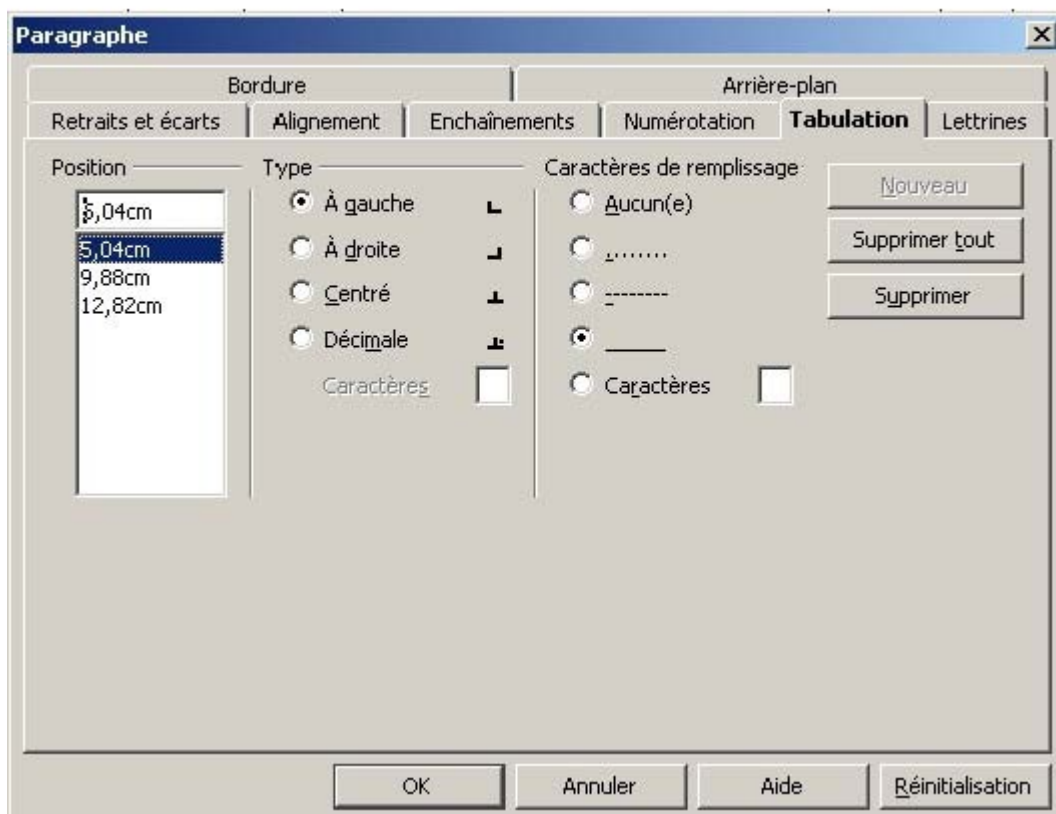 Paragraphe
Bordure
Arrière-plan
Retraits et écarts
Alignement
Enchaînements
Numérotation
Tabulation
Lettrines
Position
Type
Caractères de remplissage
5,04cm
5,04cm
9,88cm
12,82cm
À gauche
À droite
Centré
Décimale
Caractères
Aucun(e)
........
--------
______
Caractères
Nouveau
Supprimer tout
Supprimer
OK
Annuler
Aide
Réinitialisation